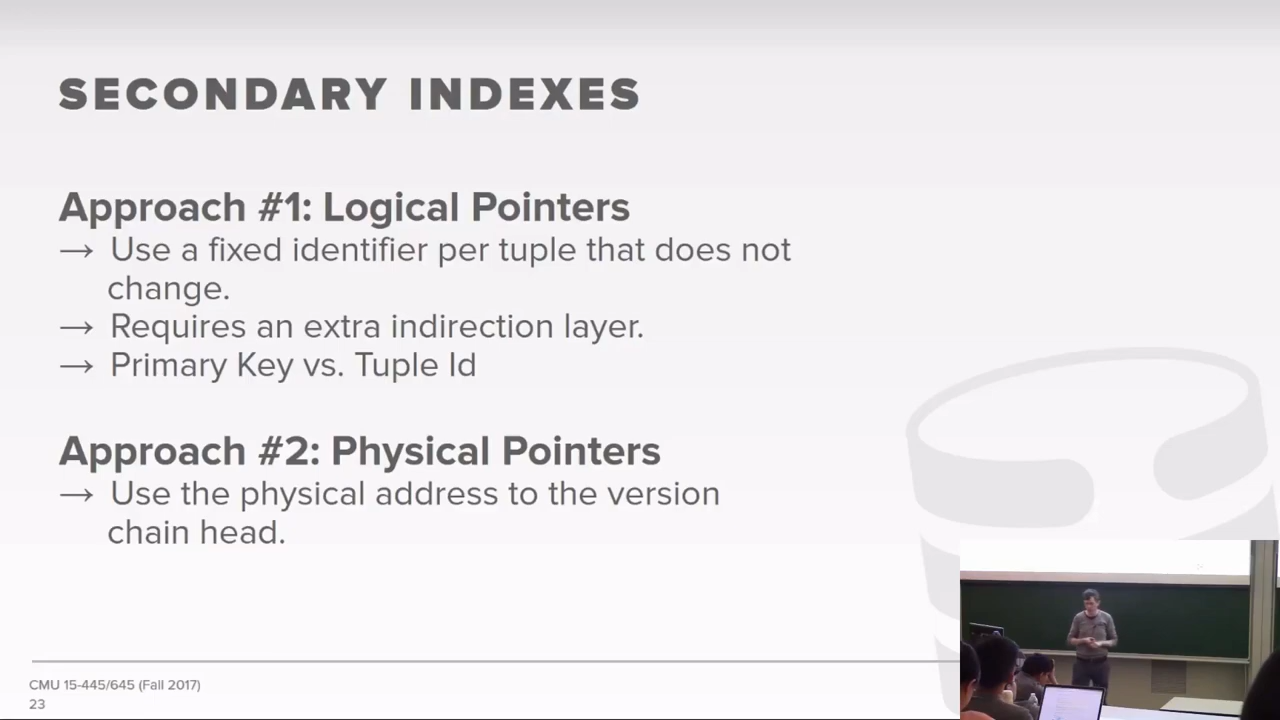 SECONDARY INDEXES
Approach #1: Logical Pointers
→ Use a fixed identifier per tuple that does not
change.
→ Requires an extra indirection layer.
→ Primary Key vs. Tuple Id
Approach #2: Physical Pointers
→ Use the physical address to the version
chain head.
CMU 15-445/645 (Fall 2017)
23